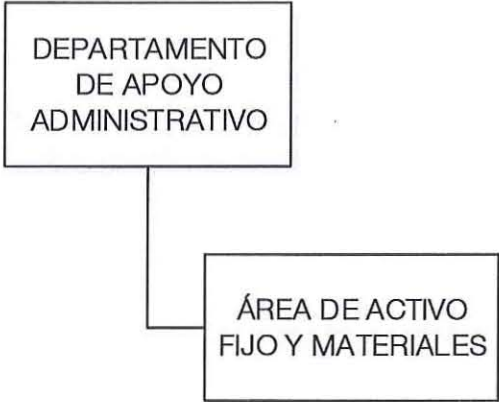 DEPARTAMENTO
DE APOYO
ADMINISTRATIVO
ÁREA DE ACTIVO
FIJO Y MATERIALES